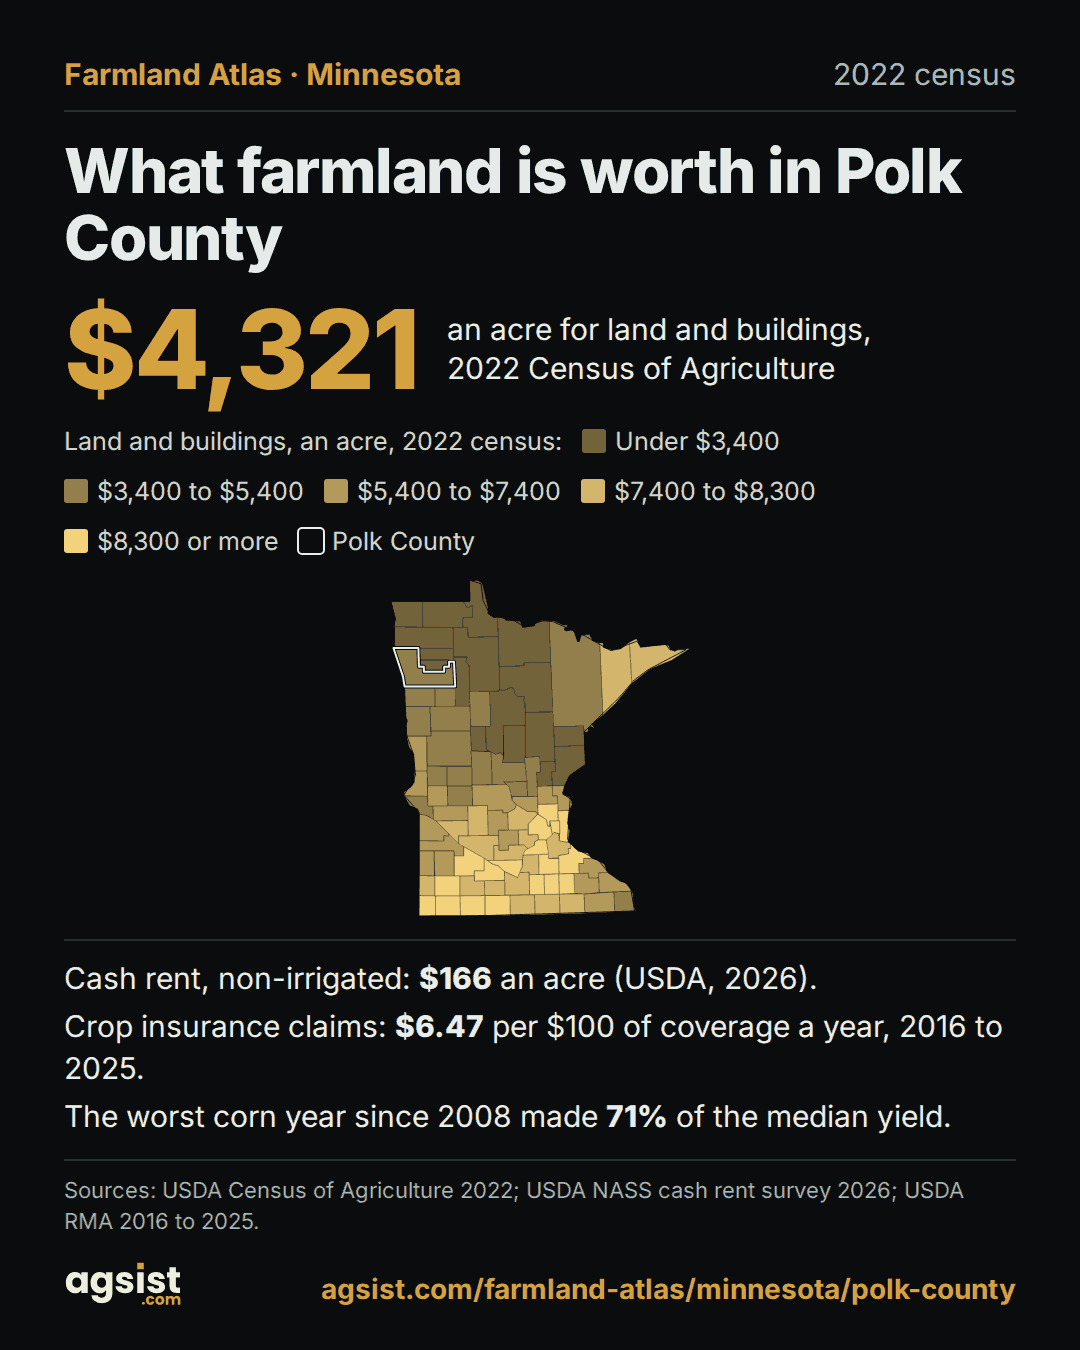 Farmland Atlas · Minnesota
2022 census
What farmland is worth in Polk
County
$4,321
an acre for land and buildings,
2022 Census of Agriculture
Land and buildings, an acre, 2022 census:
Under $3,400
$3,400 to $5,400
$5,400 to $7,400
$7,400 to $8,300
$8,300 or more
Polk County
Cash rent, non-irrigated: $166 an acre (USDA, 2026).
Crop insurance claims: $6.47 per $100 of coverage a year, 2016 to
2025.
The worst corn year since 2008 made 71% of the median yield.
Sources: USDA Census of Agriculture 2022; USDA NASS cash rent survey 2026; USDA
RMA 2016 to 2025.
agsist
.com
agsist.com/farmland-atlas/minnesota/polk-county